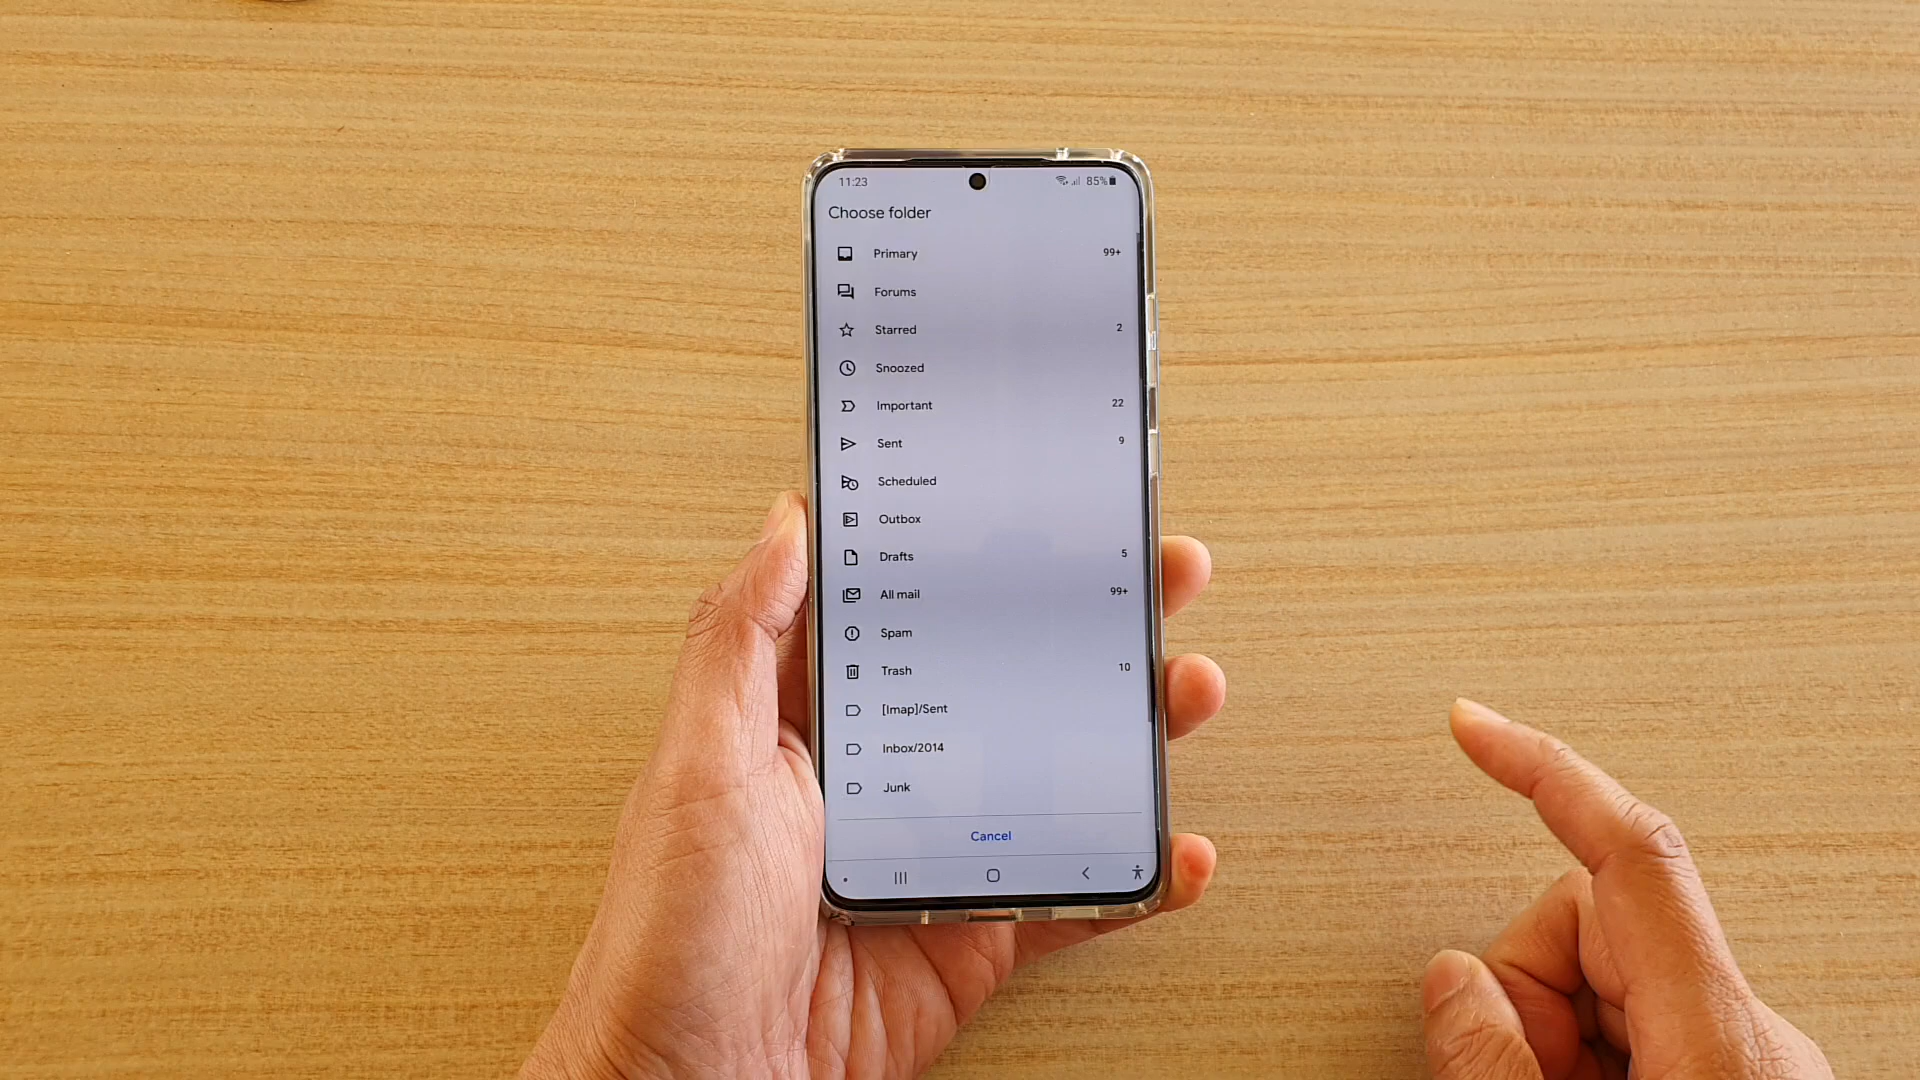 11:23 85%
Choose folder
Primary 99+
Forums
Starred 2
Snoozed
Important 22
Sent 9
Scheduled
Outbox
Drafts 5
All mail 99+
Spam
Trash 10
[Imap]/Sent
Inbox/2014
Junk
Cancel